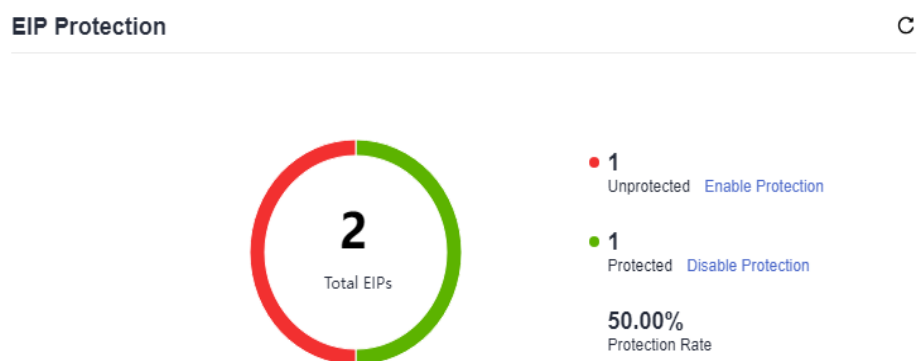 EIP Protection
2
Total EIPs
1
Unprotected Enable Protection
1
Protected Disable Protection
50.00%
Protection Rate